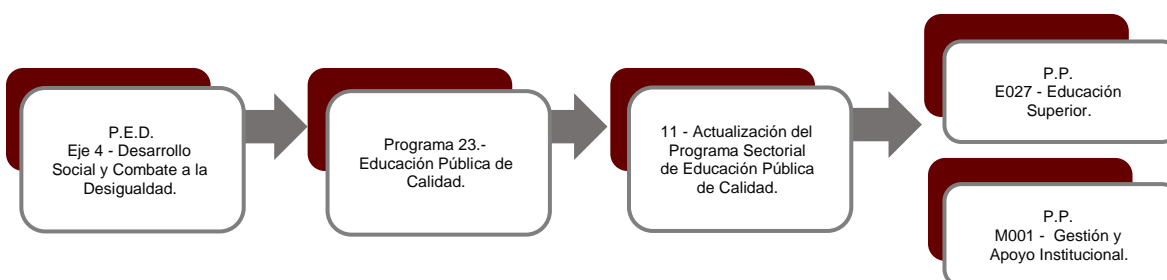 P.E.D.
Eje 4 - Desarrollo
Social y Combate a la
Desigualdad.
Programa 23.-
Educación Pública de
Calidad.
11 - Actualización del
Programa Sectorial
de Educación Pública
de Calidad.
P.P.
E027 - Educación
Superior.
P.P.
M001 - Gestión y
Apoyo Institucional.